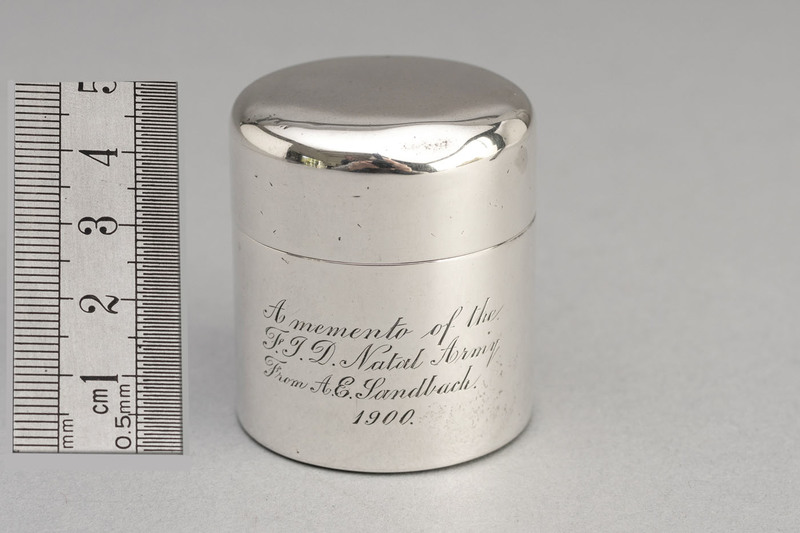 A memento of the
F.I.D. Natal Army
From A.E. Sandbach.
1900.
5
4
3
2
1
cm
mm
0.5mm